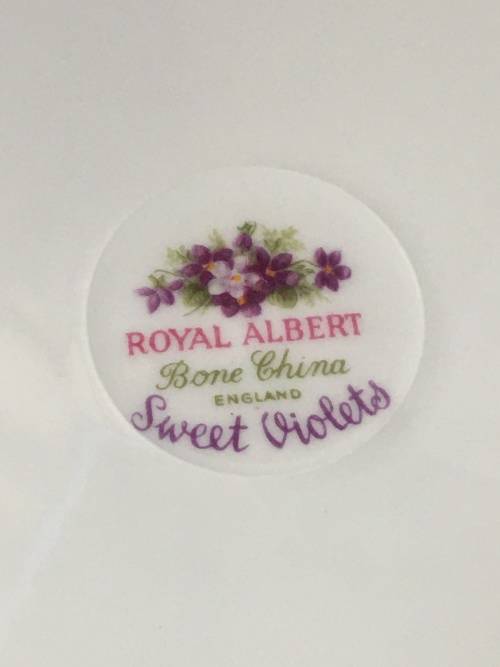 ROYAL ALBERT
Bone China
ENGLAND
Sweet Violets